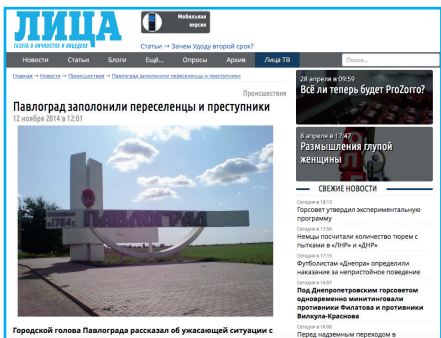 ЛИЦА
ГАЗЕТА О ЛИЧНОСТЯХ И ЛИЦЕДЕЯХ
Мобильная
версия
Статьи → Зачем Удоду второй срок?
Новости Статьи Блоги Ещё... Опросы Архив Лица ТВ Поиск...
Главная → Новости → Происшествия → Павлоград заполонили переселенцы и преступники
Происшествия
Павлоград заполонили переселенцы и преступники
12 ноября 2014 в 12:01
ОСНОВАН
в 1784г.
ПАВЛОГРАД
Городской голова Павлограда рассказал об ужасающей ситуации с
28 апреля в 09:59
Всё ли теперь будет ProZorro?
8 апреля в 17:47
Размышления глупой
женщины
СВЕЖИЕ НОВОСТИ
Сегодня в 18:13
Горсовет утвердил экспериментальную
программу
Сегодня в 17:56
Немцы посчитали количество тюрем с
пытками в «ЛНР» и «ДНР»
Сегодня в 17:15
Футболистам «Днепра» определили
наказание за непристойное поведение
Сегодня в 16:07
Под Днепропетровским горсоветом
одновременно минитинговали
противники Филатова и противники
Вилкула-Краснова
Сегодня в 16:06
Перед надземным переходом в